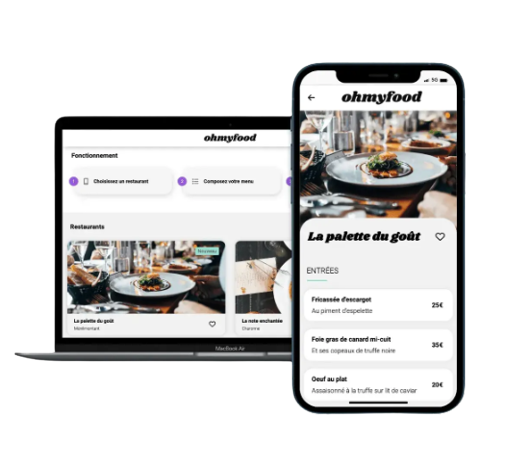 ohmyfood
Fonctionnement
1 Choisissez un restaurant
2 Composez votre menu
Restaurants
Nouveau
La palette du goût
Ménilmontant
La note enchantée
Charonne
MacBook Air
5G
ohmyfood
La palette du goût
ENTRÉES
Fricassée d'escargot
Au piment d'espelette
25€
Foie gras de canard mi-cuit
Et ses copeaux de truffe noire
35€
Oeuf au plat
Assaisonné à la truffe sur lit de caviar
20€